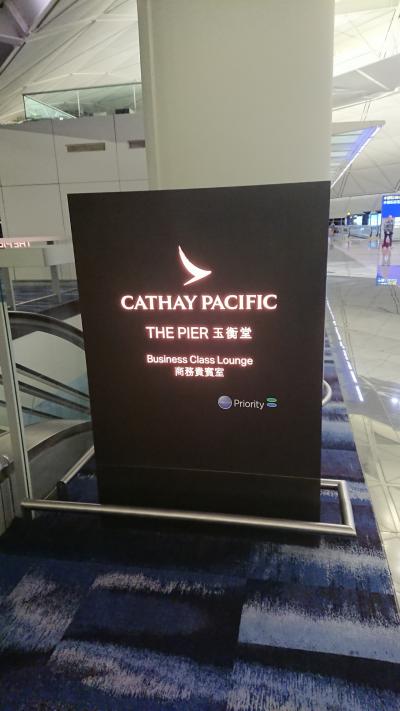 CATHAY PACIFIC
THE PIER 玉衡堂
Business Class Lounge
商務貴賓室
Priority